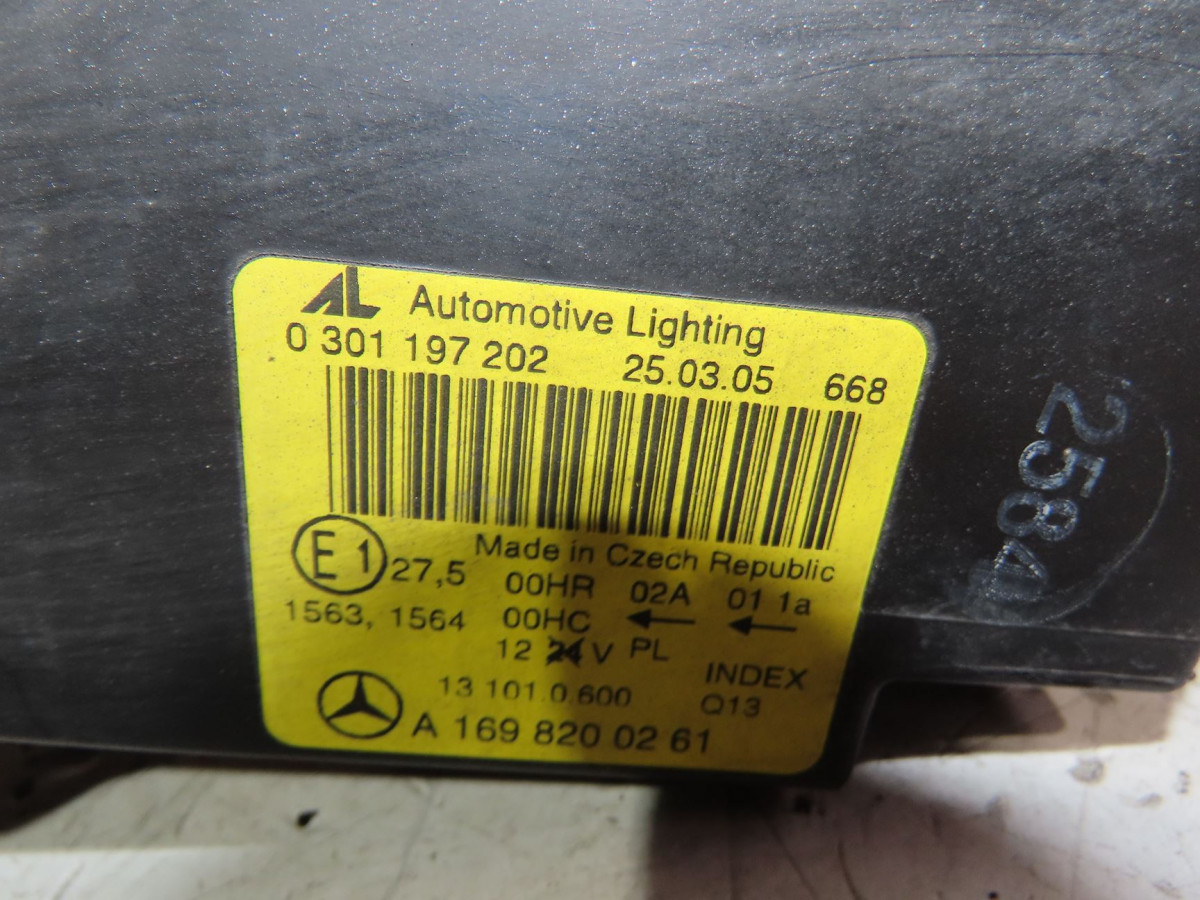 AL Automotive Lighting
0 301 197 202 25.03.05 668
Made in Czech Republic
E1 27,5 00HR 02A 01 1a
1563, 1564 00HC ← ←
12 24 V PL
13 101.0.600 INDEX Q13
A 169 820 02 61
2584